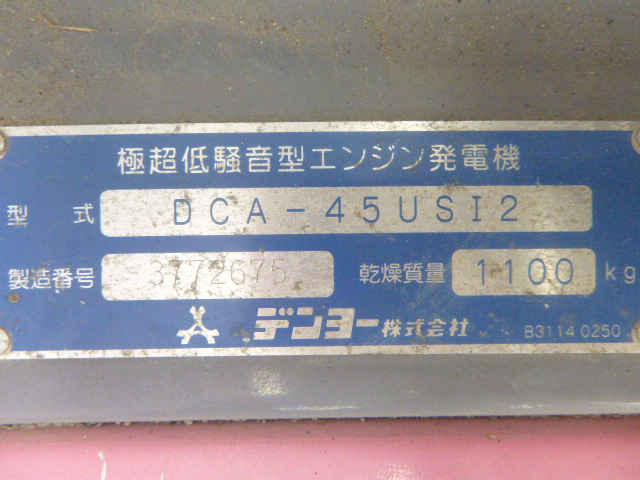 極超低騒音型エンジン発電機
型式 DCA-45USI2
製造番号 3772675 乾燥質量 1100 kg
デンヨー株式会社 B3114 0250